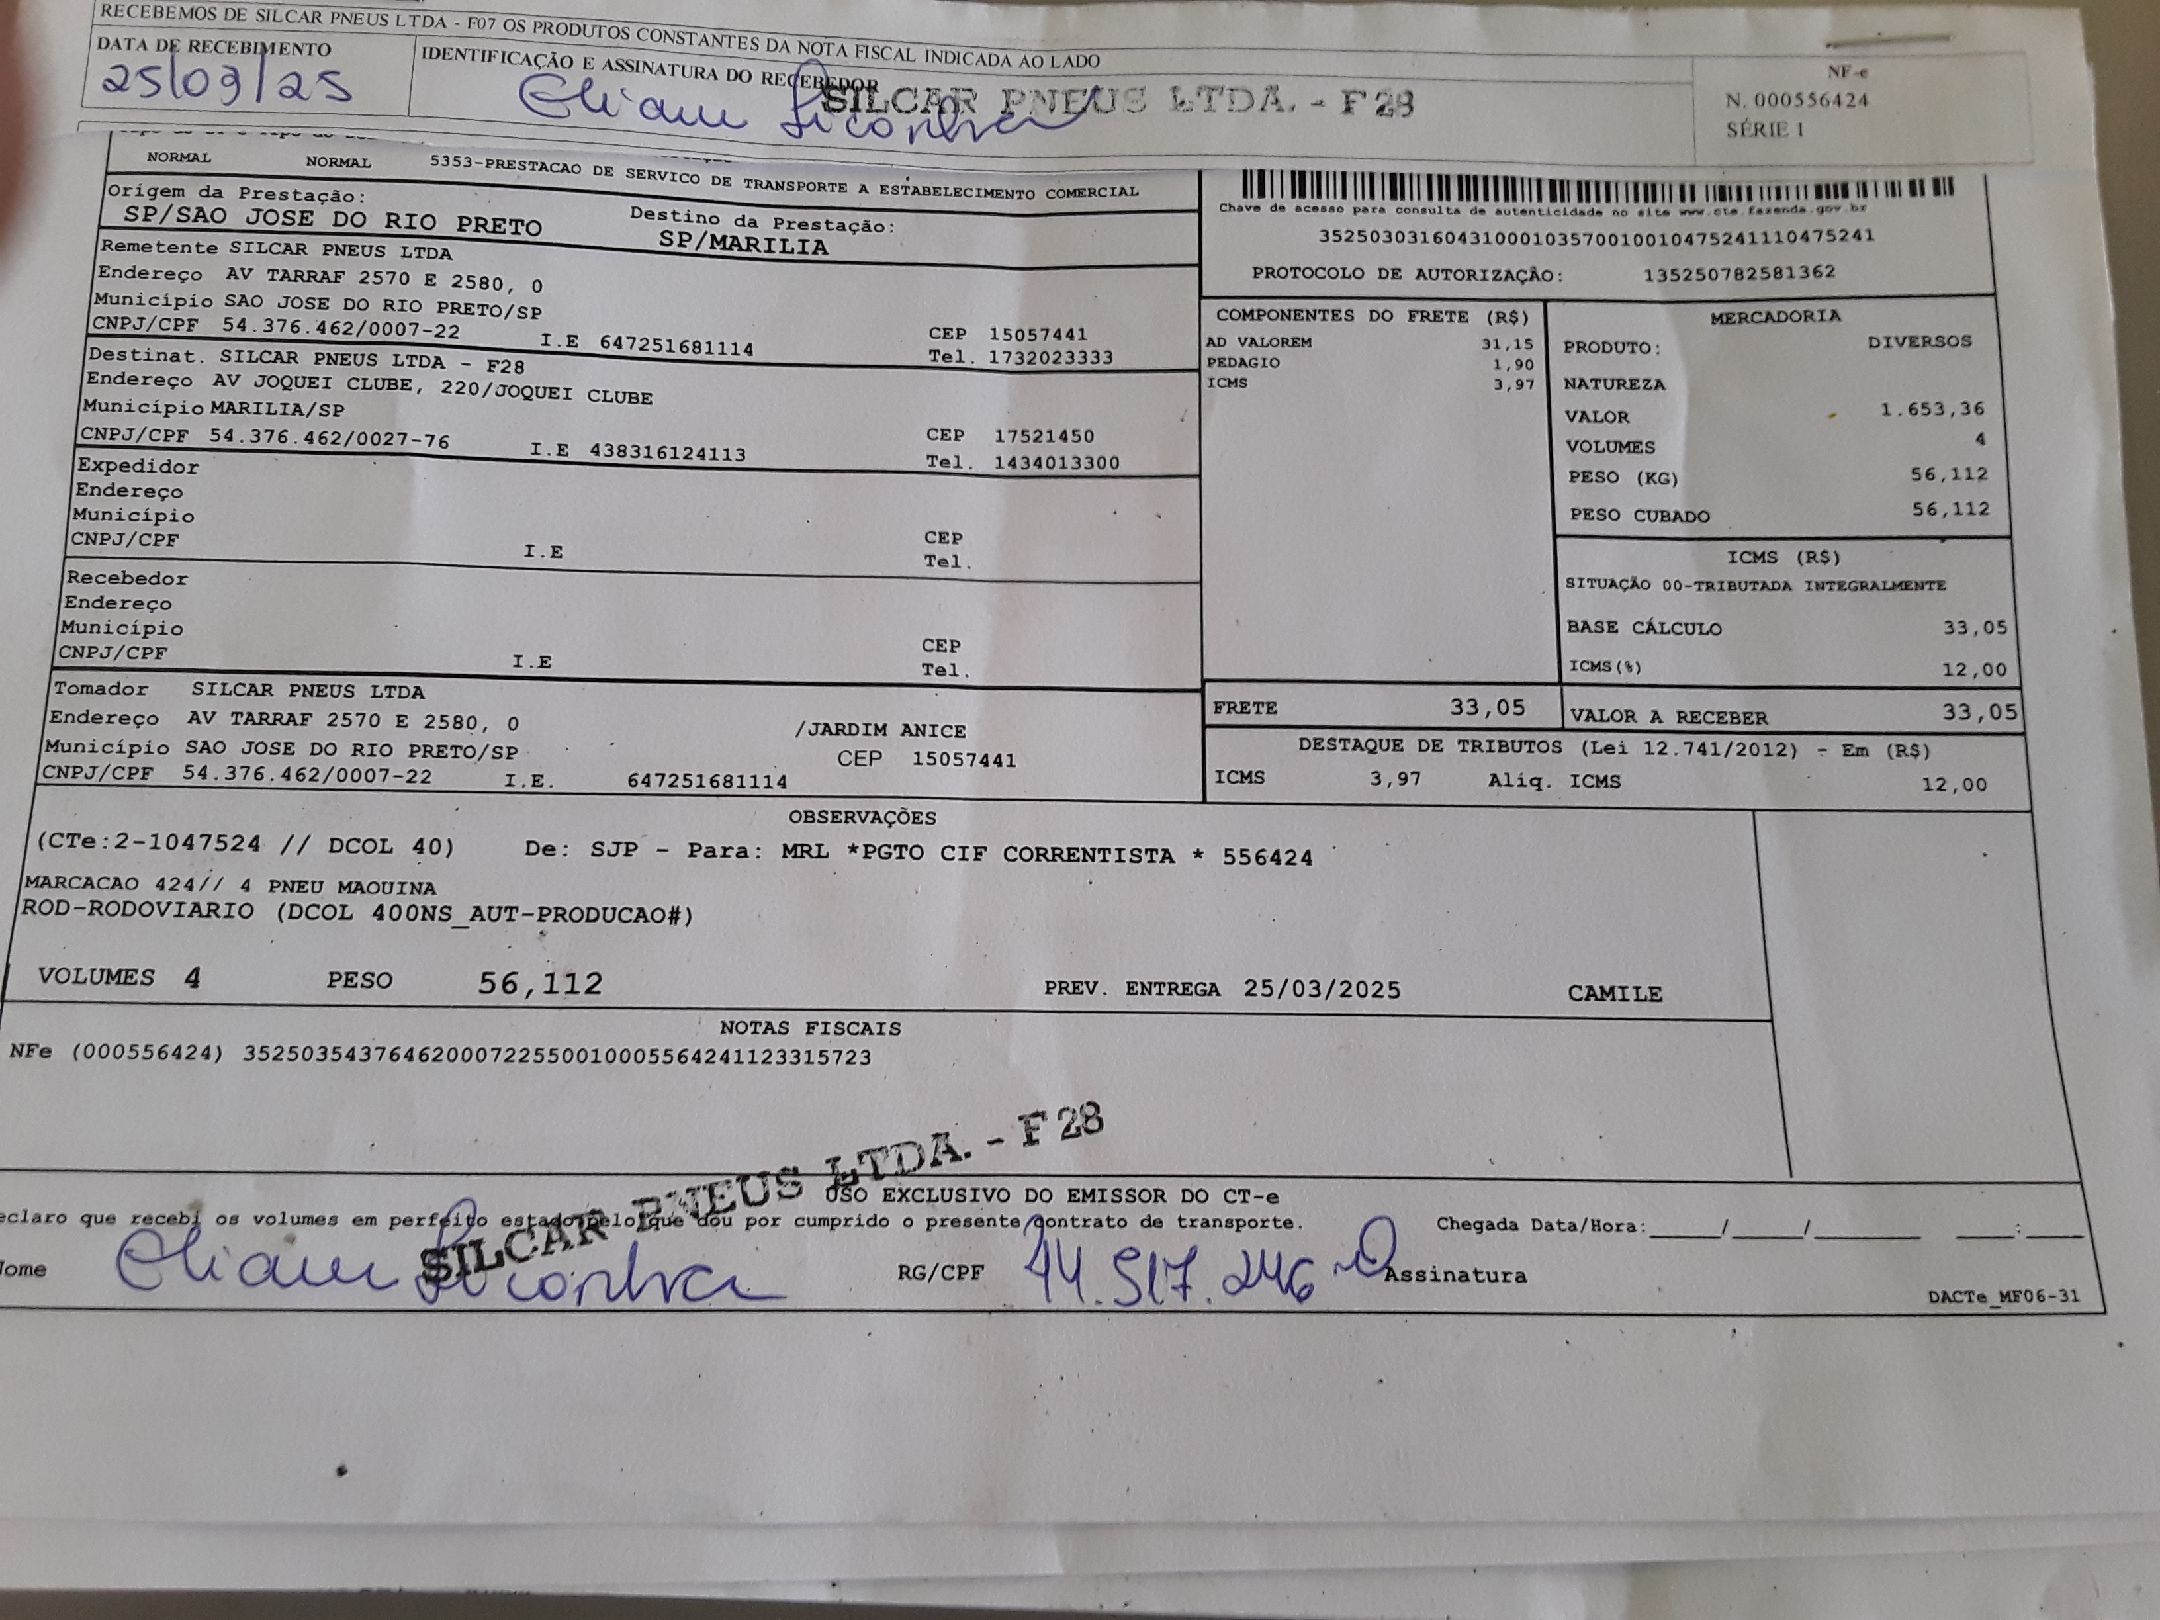 RECEBEMOS DE SILCAR PNEUS LTDA - F07 OS PRODUTOS CONSTANTES DA NOTA FISCAL INDICADA AO LADO
DATA DE RECEBIMENTO
25/03/25
IDENTIFICAÇÃO E ASSINATURA DO RECEBEDOR
SILCAR PNEUS LTDA. - F 28
NF-e
N. 000556424
SÉRIE 1
NORMAL NORMAL 5353-PRESTACAO DE SERVICO DE TRANSPORTE A ESTABELECIMENTO COMERCIAL
Origem da Prestação:
SP/SAO JOSE DO RIO PRETO
Destino da Prestação:
SP/MARILIA
Remetente SILCAR PNEUS LTDA
Endereço AV TARRAF 2570 E 2580, 0
Município SAO JOSE DO RIO PRETO/SP
CEP 15057441
CNPJ/CPF 54.376.462/0007-22 I.E 647251681114 Tel. 1732023333
Destinat. SILCAR PNEUS LTDA - F28
Endereço AV JOQUEI CLUBE, 220/JOQUEI CLUBE
Município MARILIA/SP
CEP 17521450
CNPJ/CPF 54.376.462/0027-76 I.E 438316124113 Tel. 1434013300
Expedidor
Endereço
Município
CEP
CNPJ/CPF I.E Tel.
Recebedor
Endereço
Município
CEP
CNPJ/CPF I.E Tel.
Tomador SILCAR PNEUS LTDA
Endereço AV TARRAF 2570 E 2580, 0 /JARDIM ANICE
Município SAO JOSE DO RIO PRETO/SP CEP 15057441
CNPJ/CPF 54.376.462/0007-22 I.E. 647251681114
Chave de acesso para consulta de autenticidade no site www.cte.fazenda.gov.br
35250303160431000103570010010475241110475241
PROTOCOLO DE AUTORIZAÇÃO: 135250782581362
COMPONENTES DO FRETE (R$)
AD VALOREM 31,15
PEDAGIO 1,90
ICMS 3,97
MERCADORIA
PRODUTO: DIVERSOS
NATUREZA
VALOR 1.653,36
VOLUMES 4
PESO (KG) 56,112
PESO CUBADO 56,112
ICMS (R$)
SITUAÇÃO 00-TRIBUTADA INTEGRALMENTE
BASE CÁLCULO 33,05
ICMS(%) 12,00
FRETE 33,05
VALOR A RECEBER 33,05
DESTAQUE DE TRIBUTOS (Lei 12.741/2012) - Em (R$)
ICMS 3,97 Alíq. ICMS 12,00
OBSERVAÇÕES
(CTe:2-1047524 // DCOL 40) De: SJP - Para: MRL *PGTO CIF CORRENTISTA * 556424
MARCACAO 424// 4 PNEU MAQUINA
ROD-RODOVIARIO (DCOL 400NS_AUT-PRODUCAO#)
VOLUMES 4 PESO 56,112 PREV. ENTREGA 25/03/2025 CAMILE
NOTAS FISCAIS
NFe (000556424) 35250354376462000722550010005564241123315723
SILCAR PNEUS LTDA. - F 28
USO EXCLUSIVO DO EMISSOR DO CT-e
eclaro que recebi os volumes em perfeito estado pelo que dou por cumprido o presente contrato de transporte. Chegada Data/Hora:
ome RG/CPF 44.517.246 Assinatura
DACTe_MF06-31